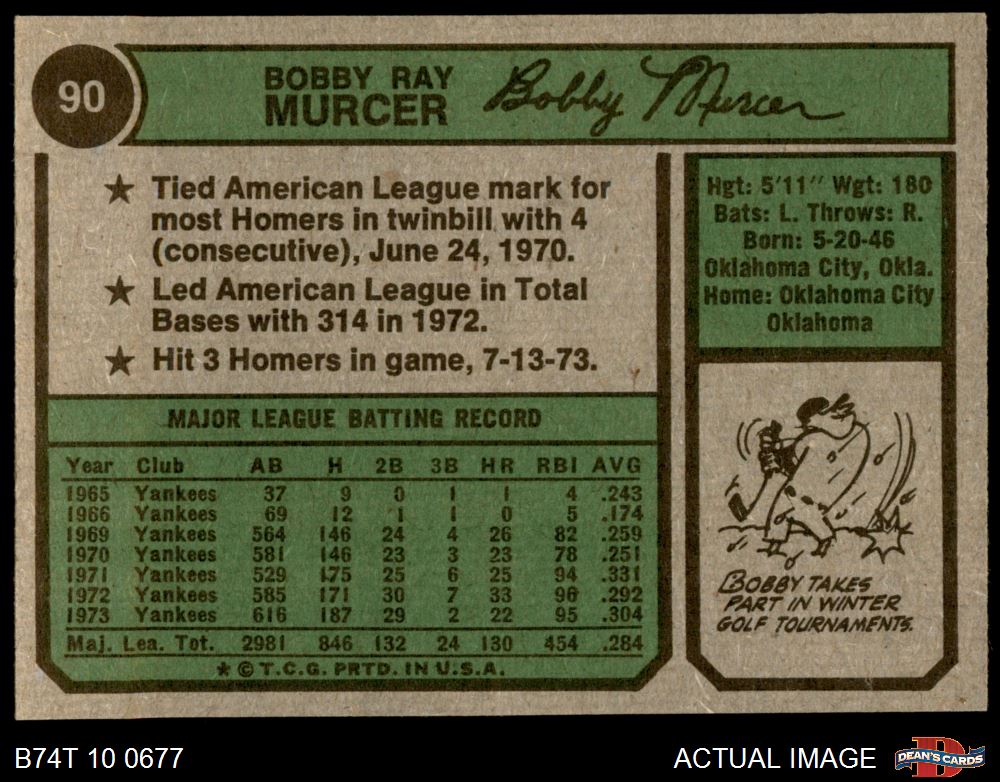 90
BOBBY RAY
MURCER
Bobby Murcer
★ Tied American League mark for
most Homers in twinbill with 4
(consecutive), June 24, 1970.
★ Led American League in Total
Bases with 314 in 1972.
★ Hit 3 Homers in game, 7-13-73.
Hgt: 5'11" Wgt: 180
Bats: L. Throws: R.
Born: 5-20-46
Oklahoma City, Okla.
Home: Oklahoma City
Oklahoma
MAJOR LEAGUE BATTING RECORD
Year Club AB H 2B 3B HR RBI AVG
1965 Yankees 37 9 0 1 1 4 .243
1966 Yankees 69 12 1 1 0 5 .174
1969 Yankees 564 146 24 4 26 82 .259
1970 Yankees 581 146 23 3 23 78 .251
1971 Yankees 529 175 25 6 25 94 .331
1972 Yankees 585 171 30 7 33 96 .292
1973 Yankees 616 187 29 2 22 95 .304
Maj. Lea. Tot. 2981 846 132 24 130 454 .284
★ © T.C.G. PRTD. IN U.S.A.
BOBBY TAKES
PART IN WINTER
GOLF TOURNAMENTS.
B74T 10 0677
ACTUAL IMAGE
D
DEAN'S CARDS